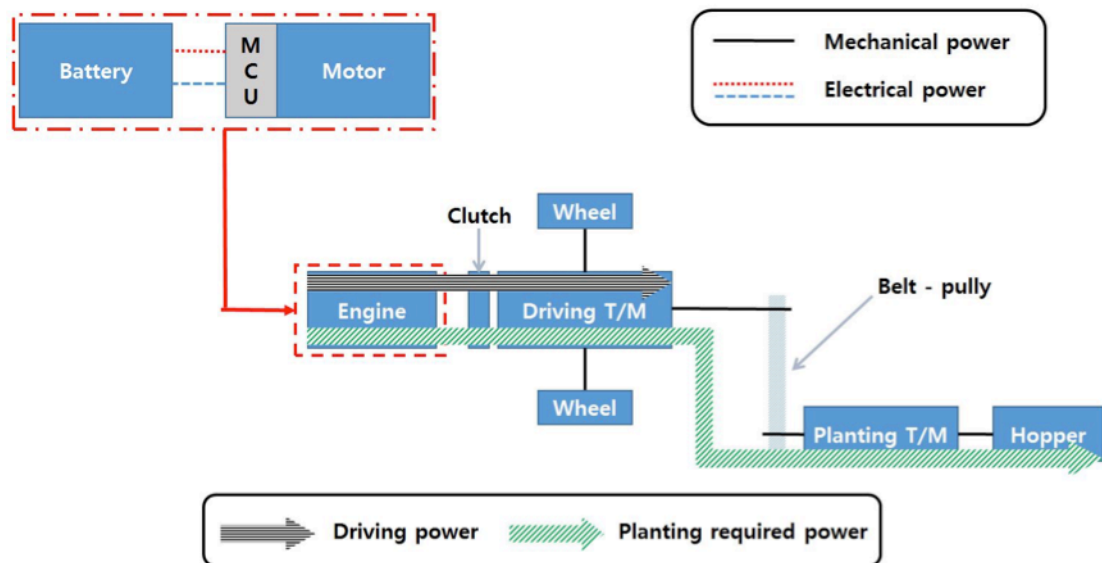 Battery
M
C
U
Motor
Mechanical power
Electrical power
Clutch
Wheel
Engine
Driving T/M
Belt - pully
Wheel
Planting T/M
Hopper
Driving power
Planting required power